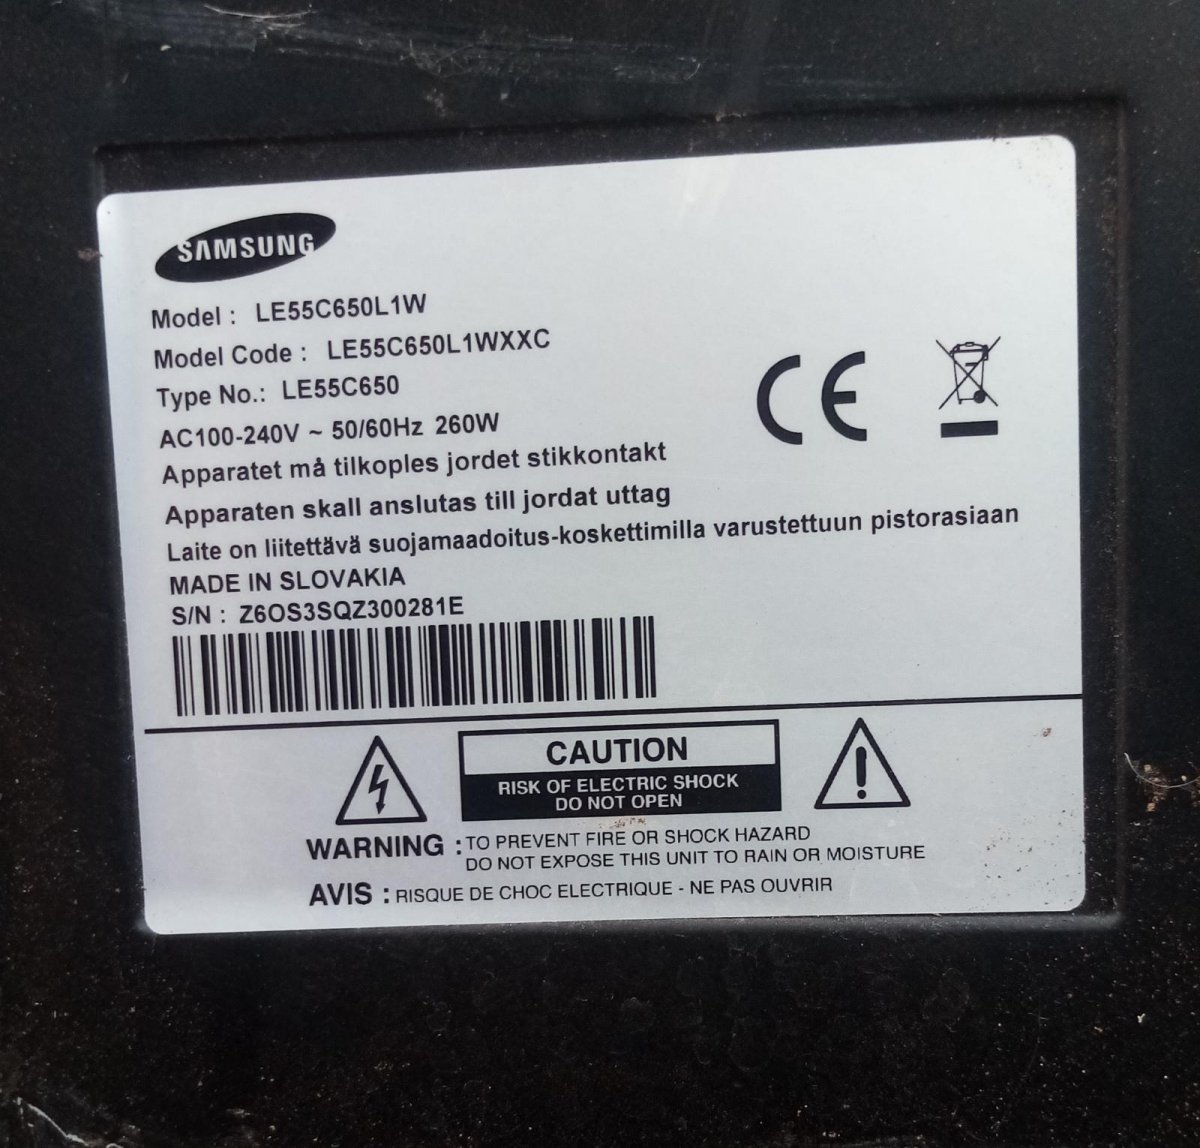 SAMSUNG
Model : LE55C650L1W
Model Code : LE55C650L1WXXC
Type No.: LE55C650
AC100-240V ~ 50/60Hz 260W
Apparatet må tilkoples jordet stikkontakt
Apparaten skall anslutas till jordat uttag
Laite on liitettävä suojamaadoitus-koskettimilla varustettuun pistorasiaan
MADE IN SLOVAKIA
S/N : Z6OS3SQZ300281E
CE
CAUTION
RISK OF ELECTRIC SHOCK
DO NOT OPEN
WARNING : TO PREVENT FIRE OR SHOCK HAZARD
DO NOT EXPOSE THIS UNIT TO RAIN OR MOISTURE
AVIS : RISQUE DE CHOC ELECTRIQUE - NE PAS OUVRIR